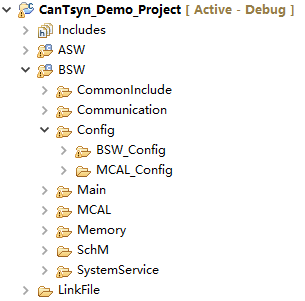 CanTsyn_Demo_Project [ Active - Debug ]
Includes
ASW
BSW
CommonInclude
Communication
Config
BSW_Config
MCAL_Config
Main
MCAL
Memory
SchM
SystemService
LinkFile